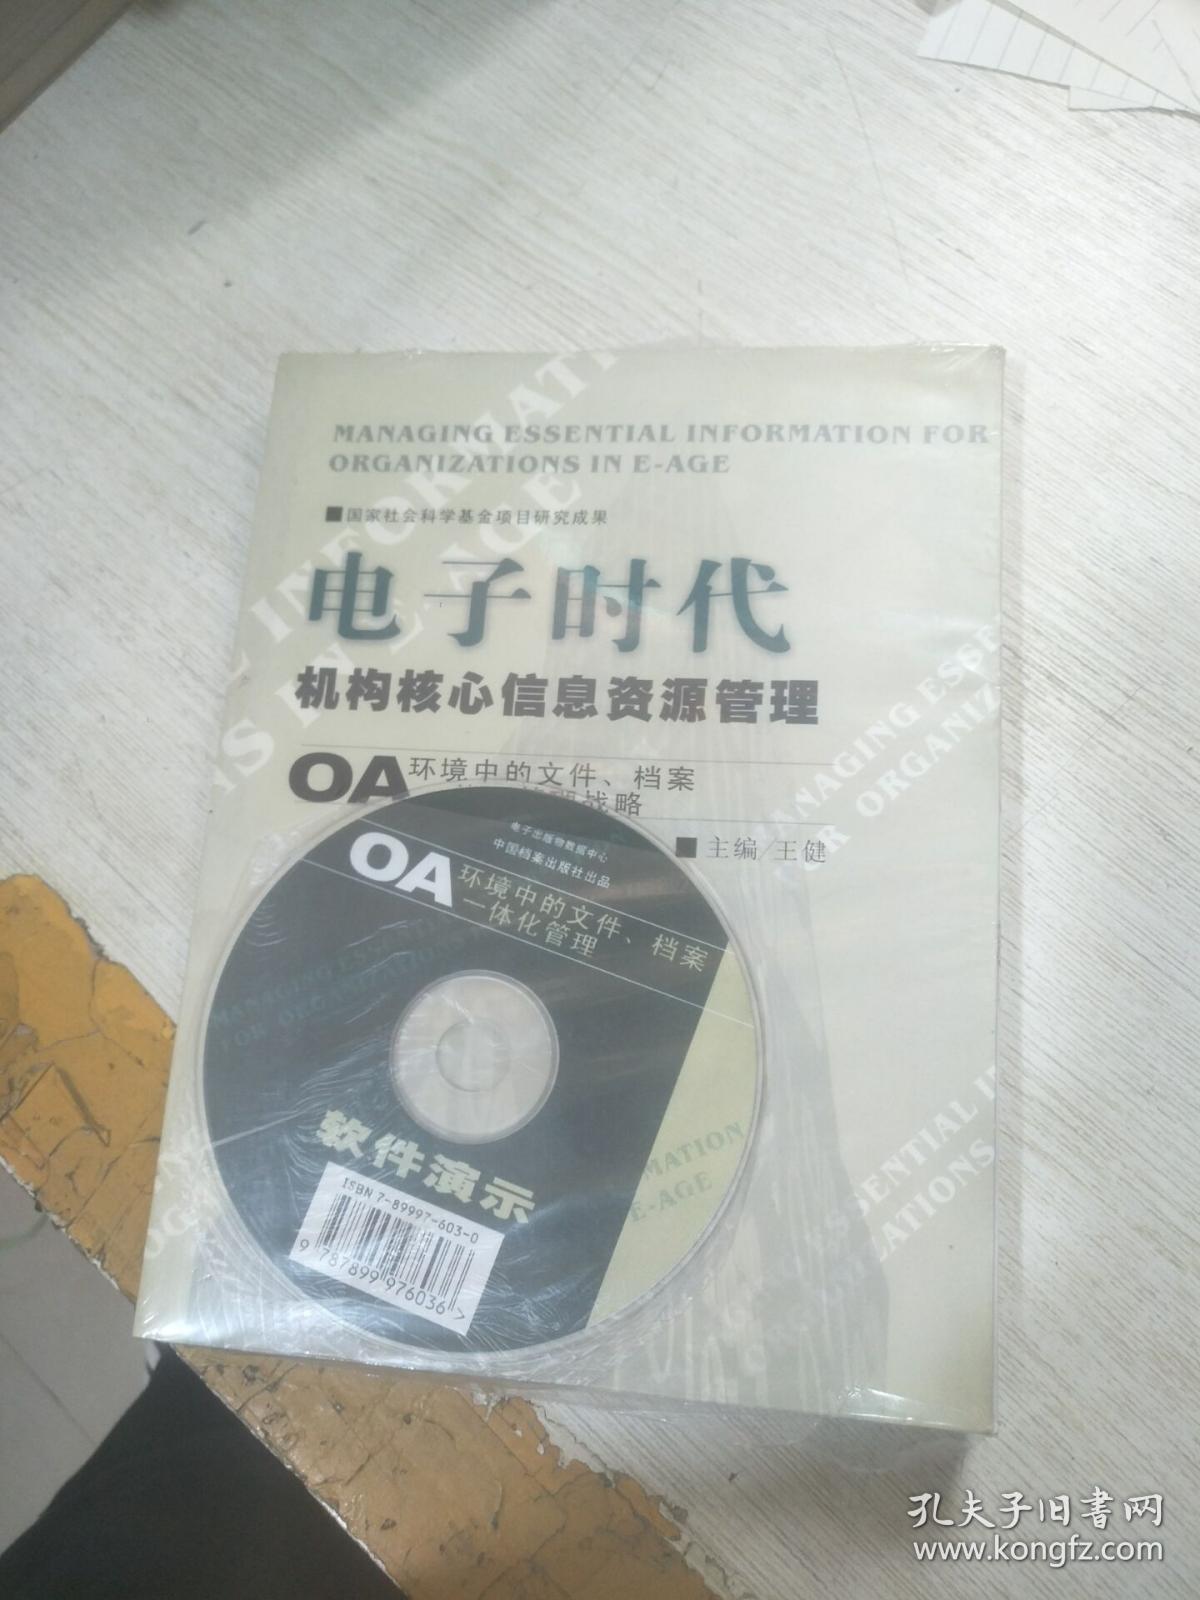 MANAGING ESSENTIAL INFORMATION FOR
ORGANIZATIONS IN E-AGE
■国家社会科学基金项目研究成果
电子时代
机构核心信息资源管理
OA环境中的文件、档案
战略
■主编/王健
电子出版物数据中心
中国档案出版社出品
OA环境中的文件、档案
一体化管理
软件演示
ISBN 7-89997-603-0
9 787899 976036 >
孔夫子旧书网
www.kongfz.com